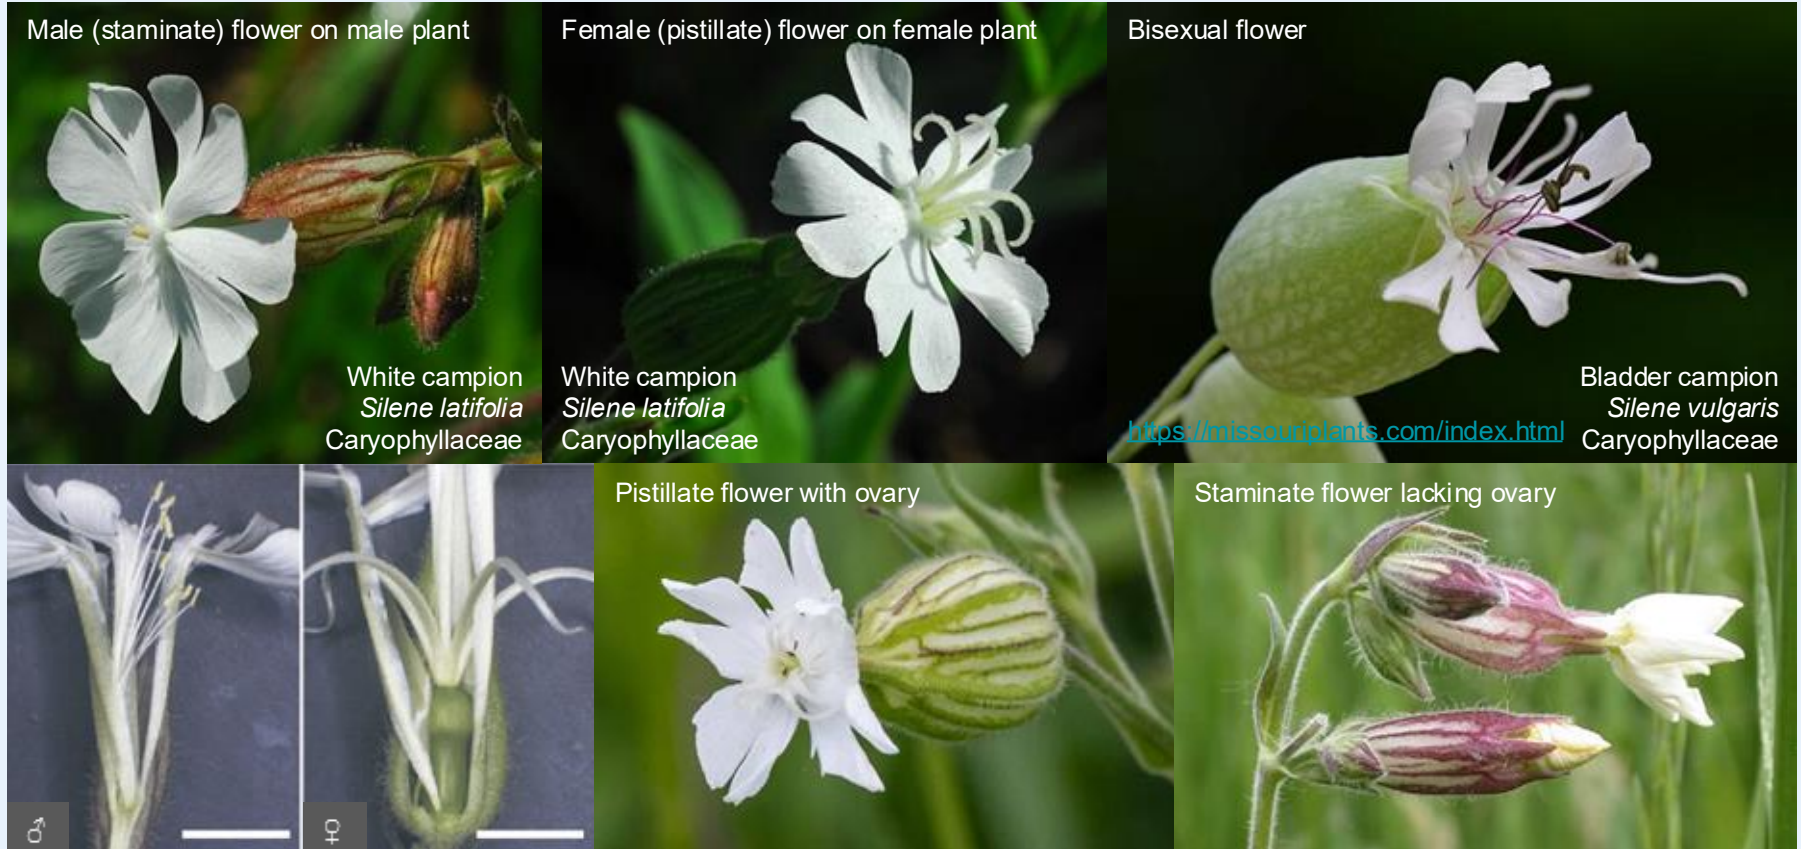 Male (staminate) flower on male plant
White campion
Silene latifolia
Caryophyllaceae
Female (pistillate) flower on female plant
White campion
Silene latifolia
Caryophyllaceae
Bisexual flower
https://missouriplants.com/index.html
Bladder campion
Silene vulgaris
Caryophyllaceae
♂
♀
Pistillate flower with ovary
Staminate flower lacking ovary